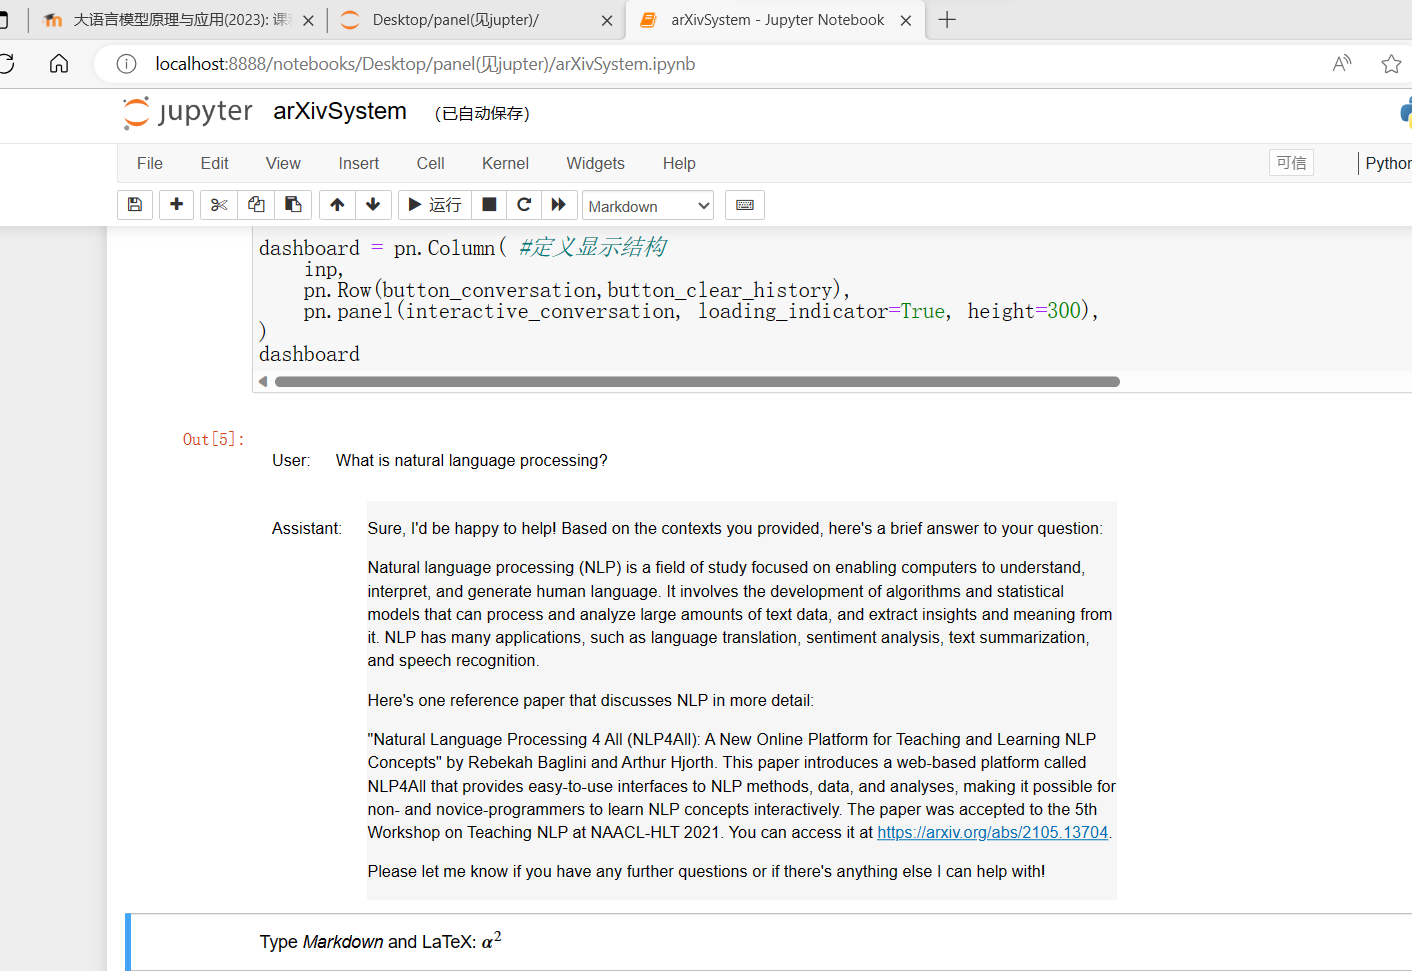 大语言模型原理与应用(2023): 课
Desktop/panel(见jupter)/
arXivSystem - Jupyter Notebook
localhost:8888/notebooks/Desktop/panel(见jupter)/arXivSystem.ipynb
jupyter arXivSystem (已自动保存)
File Edit View Insert Cell Kernel Widgets Help 可信 Python
运行 Markdown
dashboard = pn.Column( #定义显示结构
inp,
pn.Row(button_conversation,button_clear_history),
pn.panel(interactive_conversation, loading_indicator=True, height=300),
)
dashboard
Out[5]:
User: What is natural language processing?
Assistant: Sure, I'd be happy to help! Based on the contexts you provided, here's a brief answer to your question:
Natural language processing (NLP) is a field of study focused on enabling computers to understand,
interpret, and generate human language. It involves the development of algorithms and statistical
models that can process and analyze large amounts of text data, and extract insights and meaning from
it. NLP has many applications, such as language translation, sentiment analysis, text summarization,
and speech recognition.
Here's one reference paper that discusses NLP in more detail:
"Natural Language Processing 4 All (NLP4All): A New Online Platform for Teaching and Learning NLP
Concepts" by Rebekah Baglini and Arthur Hjorth. This paper introduces a web-based platform called
NLP4All that provides easy-to-use interfaces to NLP methods, data, and analyses, making it possible for
non- and novice-programmers to learn NLP concepts interactively. The paper was accepted to the 5th
Workshop on Teaching NLP at NAACL-HLT 2021. You can access it at https://arxiv.org/abs/2105.13704.
Please let me know if you have any further questions or if there's anything else I can help with!
Type Markdown and LaTeX: α²